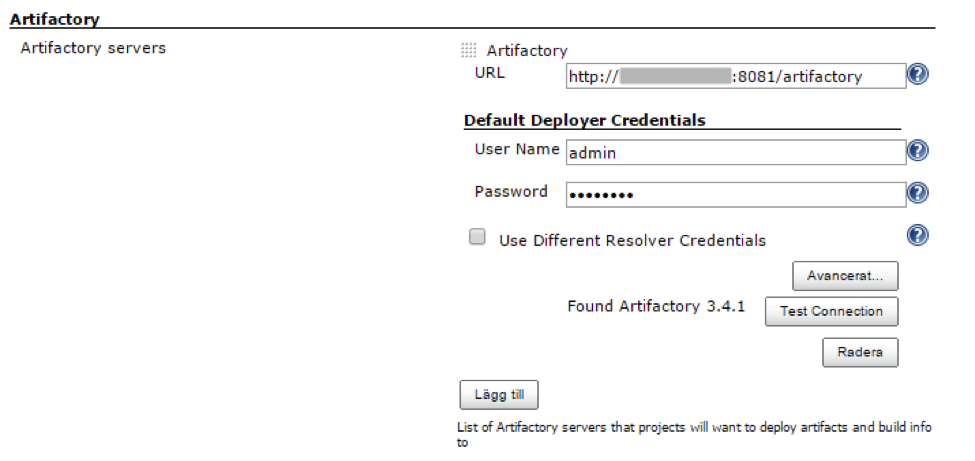 Artifactory
Artifactory servers
Artifactory
URL http:// :8081/artifactory
Default Deployer Credentials
User Name admin
Password ••••••••
Use Different Resolver Credentials
Avancerat...
Found Artifactory 3.4.1 Test Connection
Radera
Lägg till
List of Artifactory servers that projects will want to deploy artifacts and build info
to